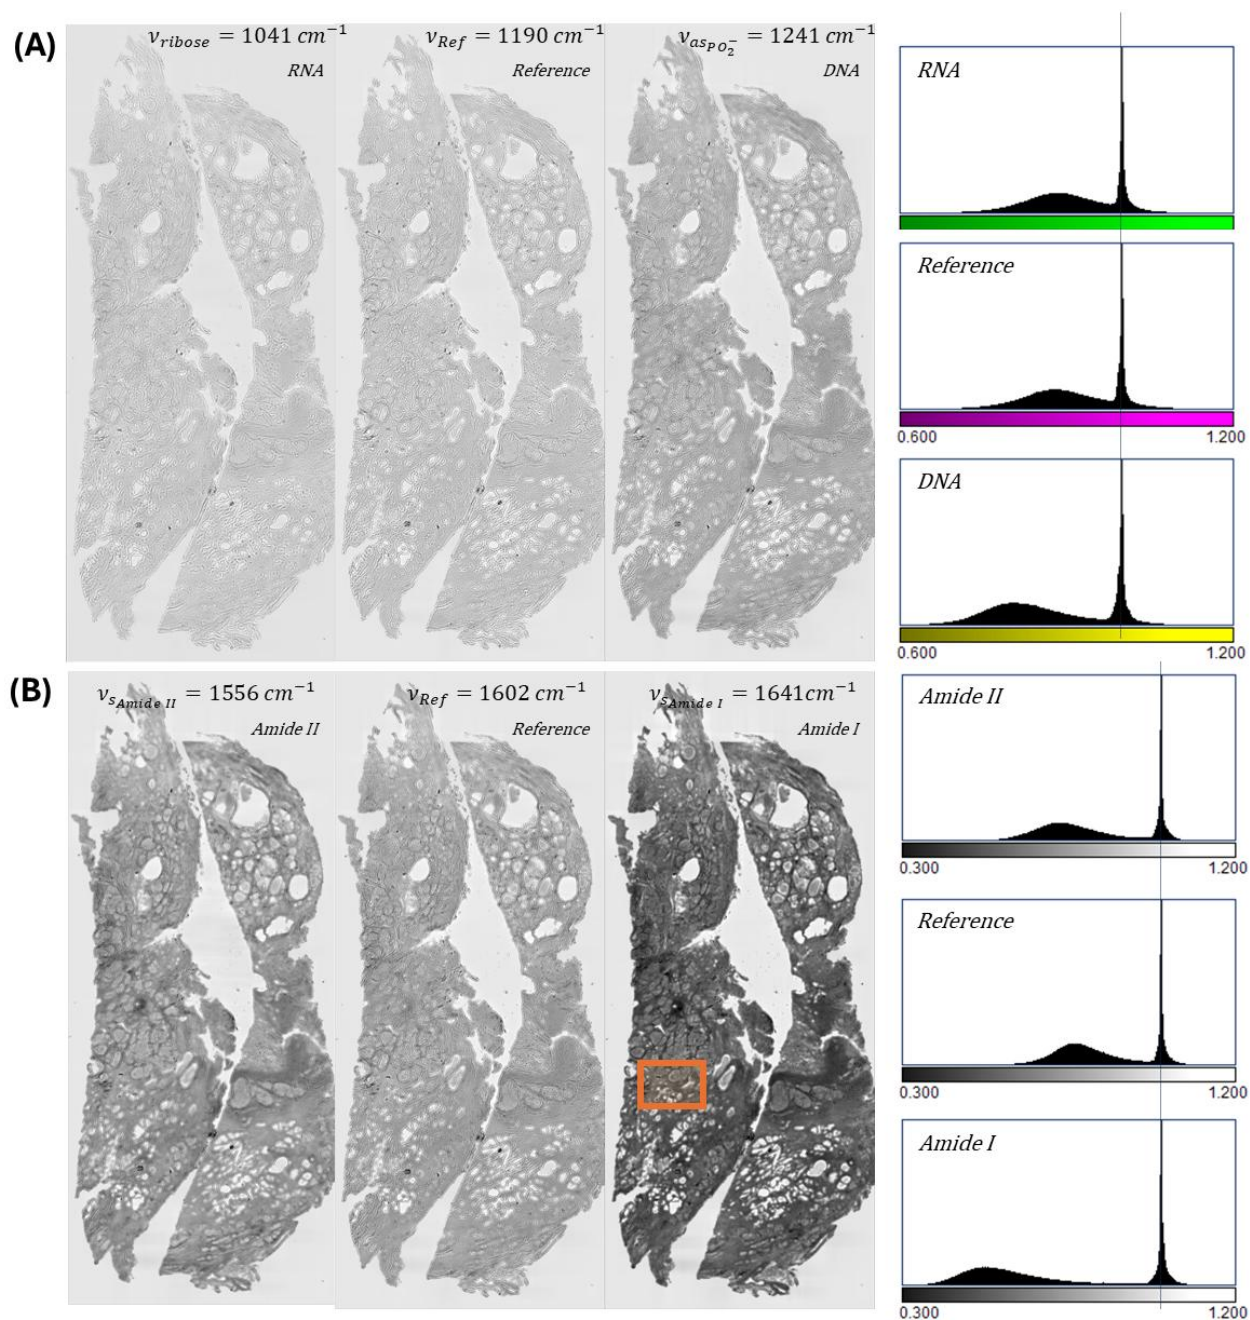 (A)
ν_ribose = 1041 cm⁻¹
RNA
ν_Ref = 1190 cm⁻¹
Reference
ν_as_PO₂⁻ = 1241 cm⁻¹
DNA
RNA
Reference
0.600 1.200
DNA
0.600 1.200
(B)
ν_s_Amide II = 1556 cm⁻¹
Amide II
ν_Ref = 1602 cm⁻¹
Reference
ν_s_Amide I = 1641cm⁻¹
Amide I
Amide II
0.300 1.200
Reference
0.300 1.200
Amide I
0.300 1.200